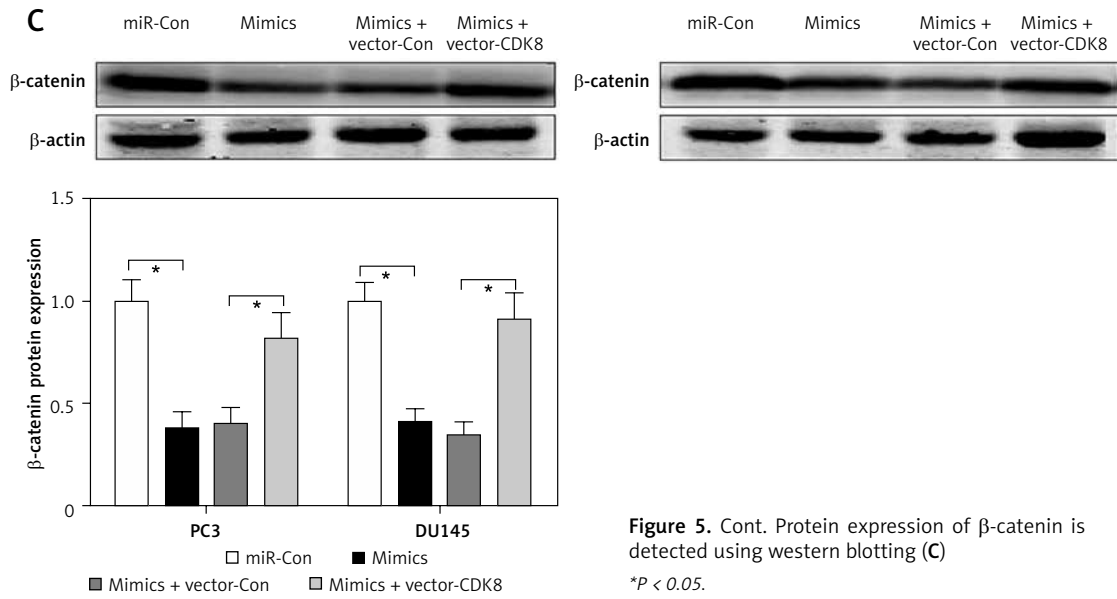 C
miR-Con Mimics Mimics + vector-Con Mimics + vector-CDK8
β-catenin
β-actin
miR-Con Mimics Mimics + vector-Con Mimics + vector-CDK8
β-catenin
β-actin
β-catenin protein expression
1.5
1.0
0.5
0
* * * *
PC3 DU145
miR-Con Mimics
Mimics + vector-Con Mimics + vector-CDK8
Figure 5. Cont. Protein expression of β-catenin is
detected using western blotting (C)
*P < 0.05.